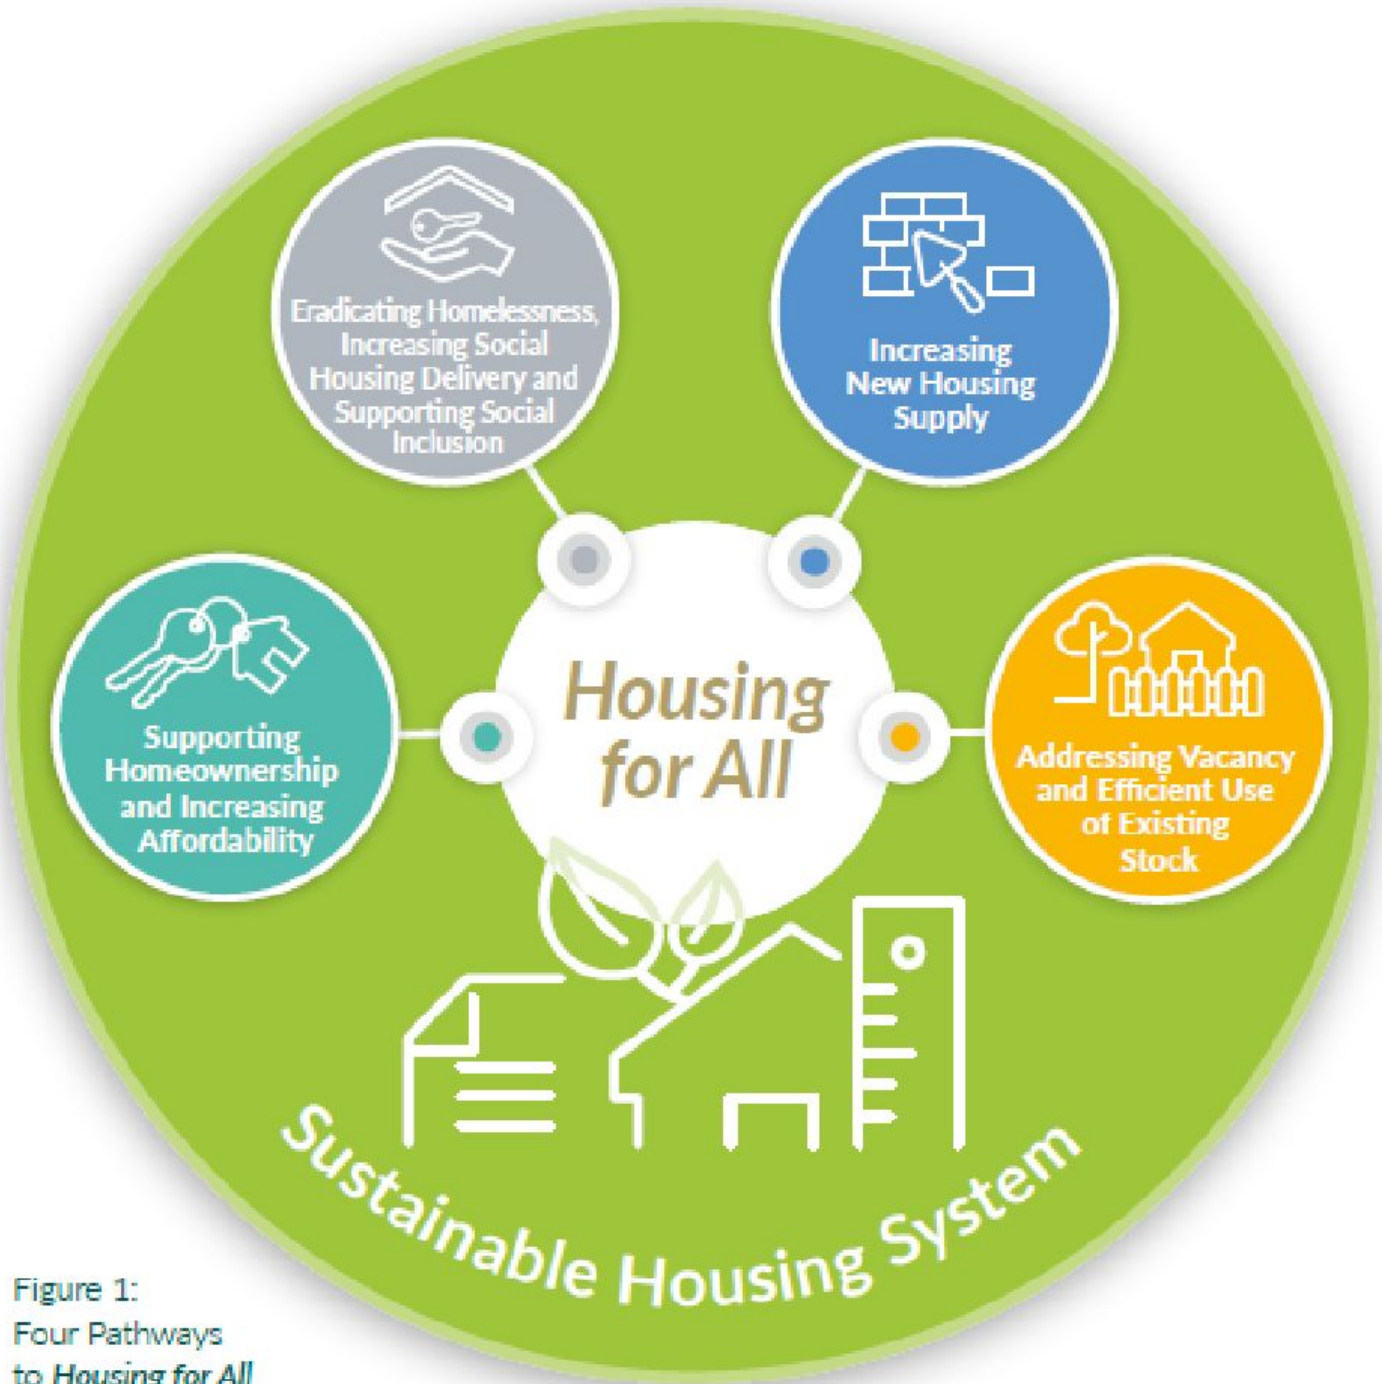 Eradicating Homelessness,
Increasing Social
Housing Delivery and
Supporting Social
Inclusion
Increasing
New Housing
Supply
Supporting
Homeownership
and Increasing
Affordability
Housing
for All
Addressing Vacancy
and Efficient Use
of Existing
Stock
Sustainable Housing System
Figure 1:
Four Pathways
to Housing for All